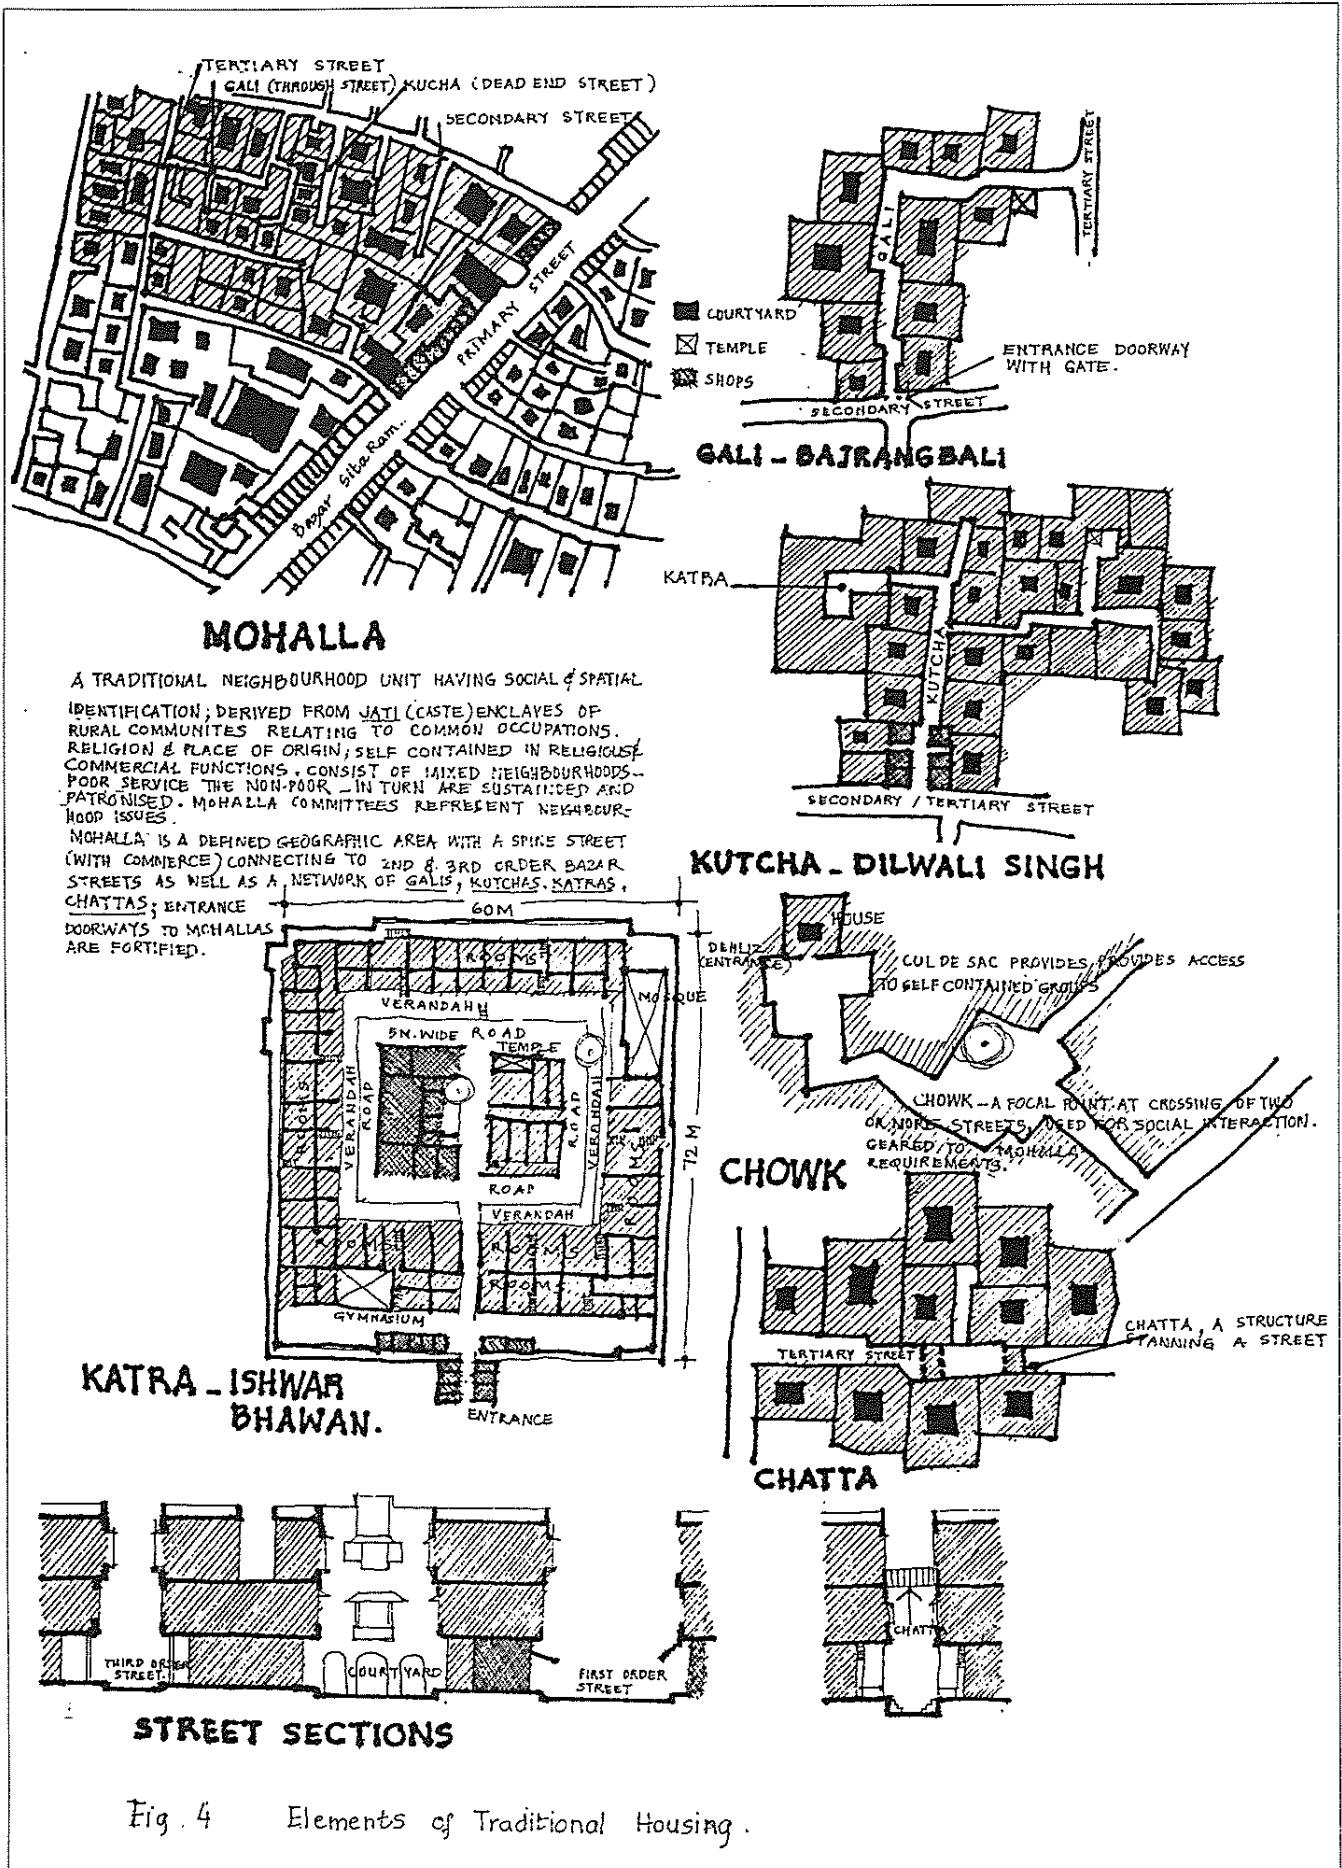 TERTIARY STREET
GALI (THROUGH STREET) KUCHA (DEAD END STREET)
SECONDARY STREET
PRIMARY STREET
Bazar Sita Ram..
COURTYARD
TEMPLE
SHOPS
MOHALLA
A TRADITIONAL NEIGHBOURHOOD UNIT HAVING SOCIAL & SPATIAL
IDENTIFICATION; DERIVED FROM JATI (CASTE) ENCLAVES OF
RURAL COMMUNITES RELATING TO COMMON OCCUPATIONS.
RELIGION & PLACE OF ORIGIN; SELF CONTAINED IN RELIGIOUS &
COMMERCIAL FUNCTIONS. CONSIST OF MIXED NEIGHBOURHOODS-
POOR SERVICE THE NON-POOR - IN TURN ARE SUSTAINDED AND
PATRONISED. MOHALLA COMMITTEES REPRESENT NEIGHBOUR-
HOOD ISSUES.
MOHALLA IS A DEFINED GEOGRAPHIC AREA WITH A SPINE STREET
(WITH COMMERCE) CONNECTING TO 2ND & 3RD ORDER BAZAR
STREETS AS WELL AS A NETWORK OF GALIS, KUTCHAS. KATRAS,
CHATTAS; ENTRANCE
DOORWAYS TO MOHALLAS
ARE FORTIFIED.
GALI
TERTIARY STREET
ENTRANCE DOORWAY
WITH GATE.
SECONDARY STREET
GALI - BAJRANGBALI
KATRA
KUTCHA
SECONDARY / TERTIARY STREET
KUTCHA - DILWALI SINGH
60M
72 M
ROOMS
MOSQUE
VERANDAH
5M. WIDE ROAD
TEMPLE
ROOMS
VERANDAH
ROAD
ROAD
VERANDAH
ROOMS
ROAD
VERANDAH
ROOMS
ROOMS
ROOMS
GYMNASIUM
ENTRANCE
KATRA - ISHWAR
BHAWAN.
HOUSE
DEHLIZ
(ENTRANCE)
CUL DE SAC PROVIDES PROVIDES ACCESS
TO SELF CONTAINED GROUPS
CHOWK - A FOCAL POINT AT CROSSING OF TWO
OR MORE STREETS, USED FOR SOCIAL INTERACTION.
GEARED TO MOHALLA
REQUIREMENTS.
CHOWK
TERTIARY STREET
CHATTA, A STRUCTURE
SPANNING A STREET
CHATTA
THIRD ORDER
STREET.
COURTYARD
FIRST ORDER
STREET
CHATTA
STREET SECTIONS
Fig. 4 Elements of Traditional Housing.